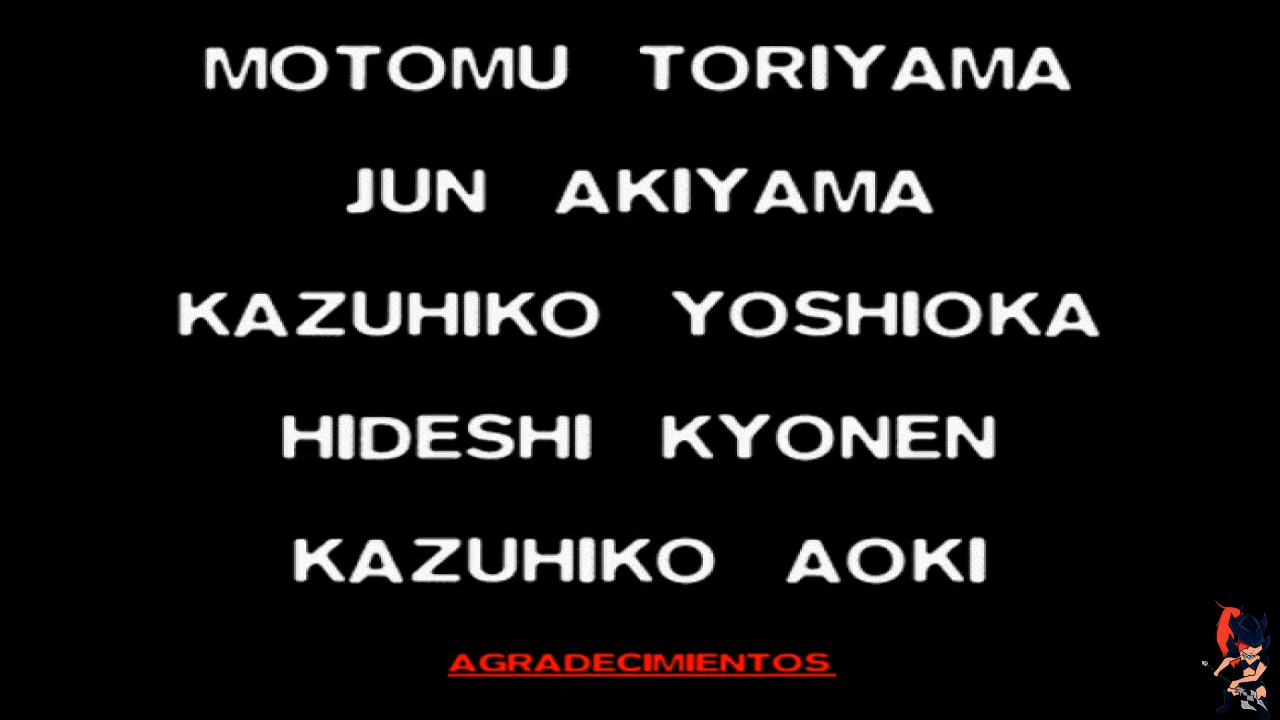 MOTOMU TORIYAMA
JUN AKIYAMA
KAZUHIKO YOSHIOKA
HIDESHI KYONEN
KAZUHIKO AOKI
AGRADECIMIENTOS